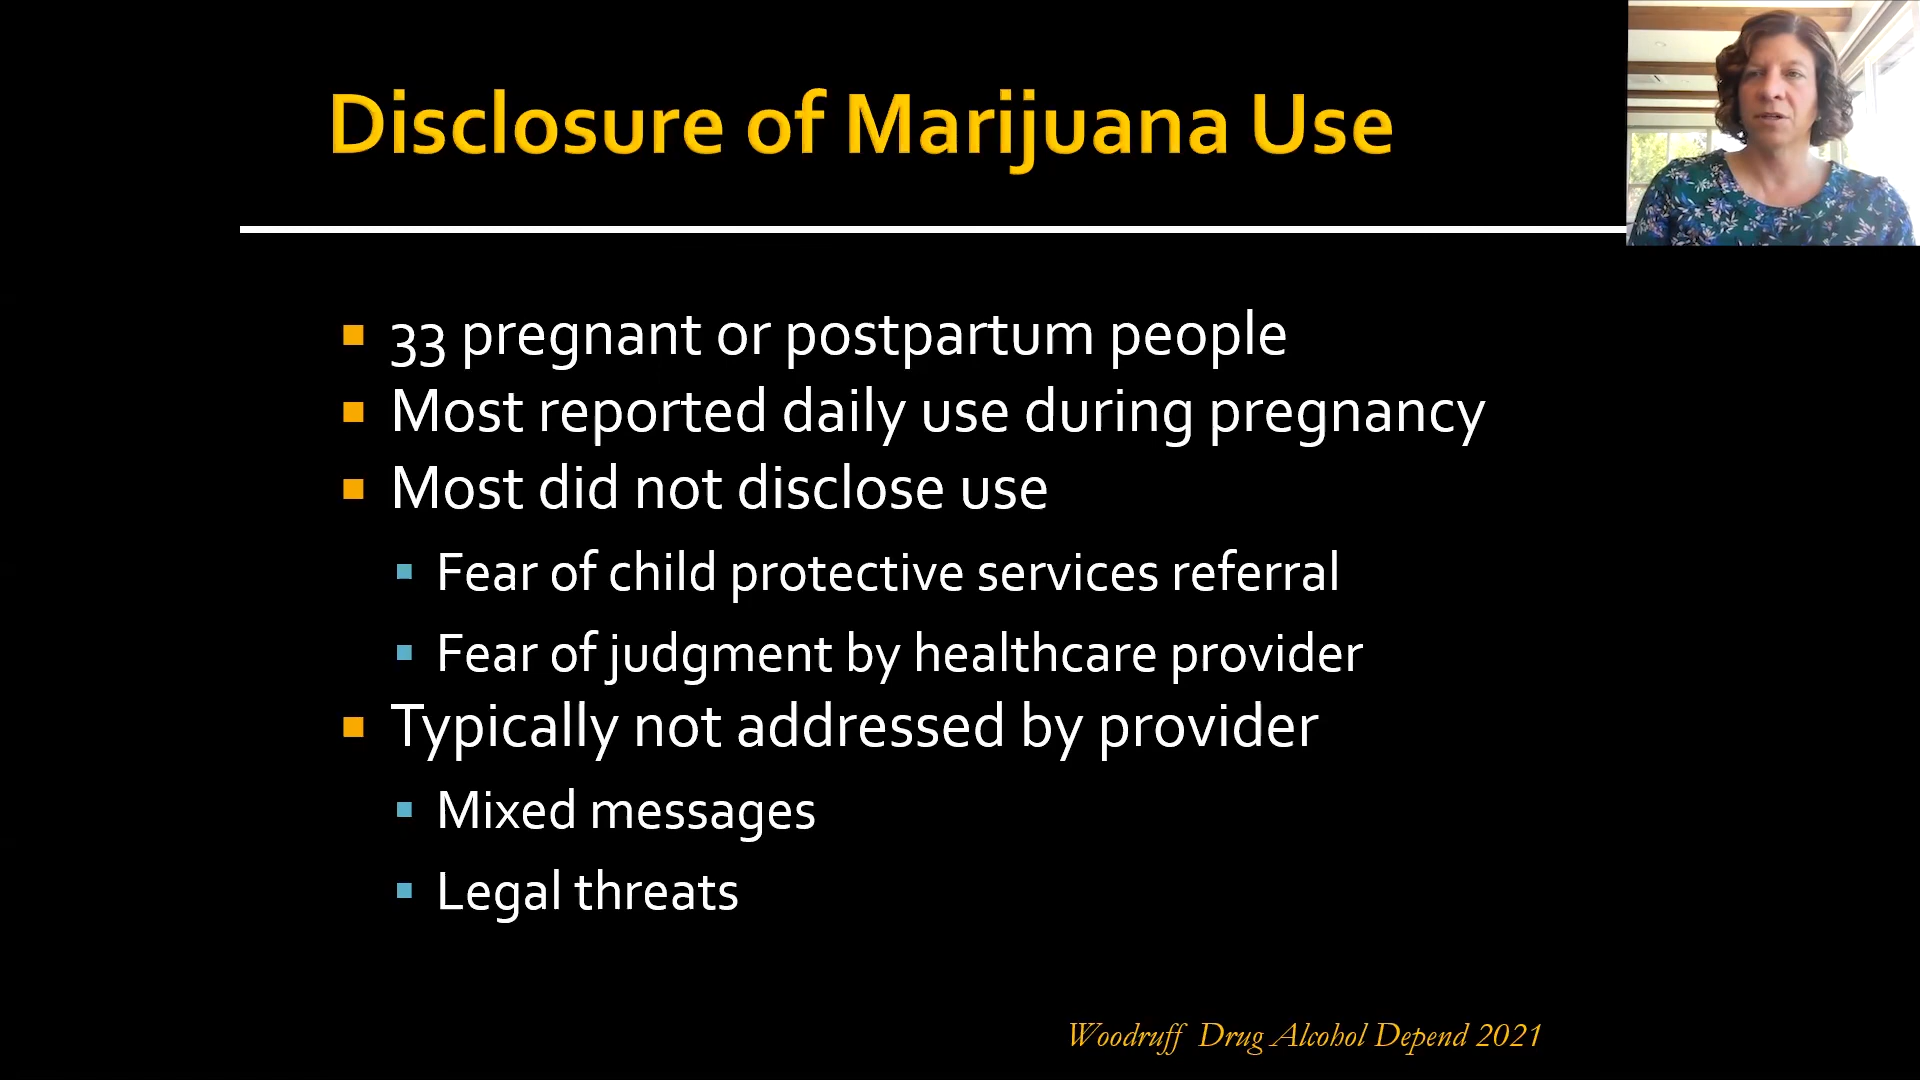 Disclosure of Marijuana Use
33 pregnant or postpartum people
Most reported daily use during pregnancy
Most did not disclose use
Fear of child protective services referral
Fear of judgment by healthcare provider
Typically not addressed by provider
Mixed messages
Legal threats
Woodruff Drug Alcohol Depend 2021